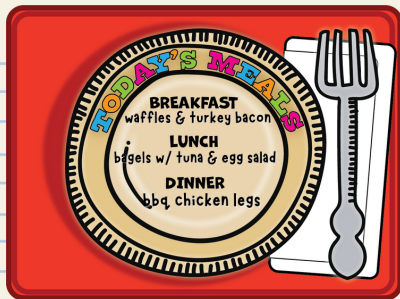 TODAY'S MEALS
BREAKFAST
waffles & turkey bacon
LUNCH
bagels w/ tuna & egg salad
DINNER
bbq chicken legs